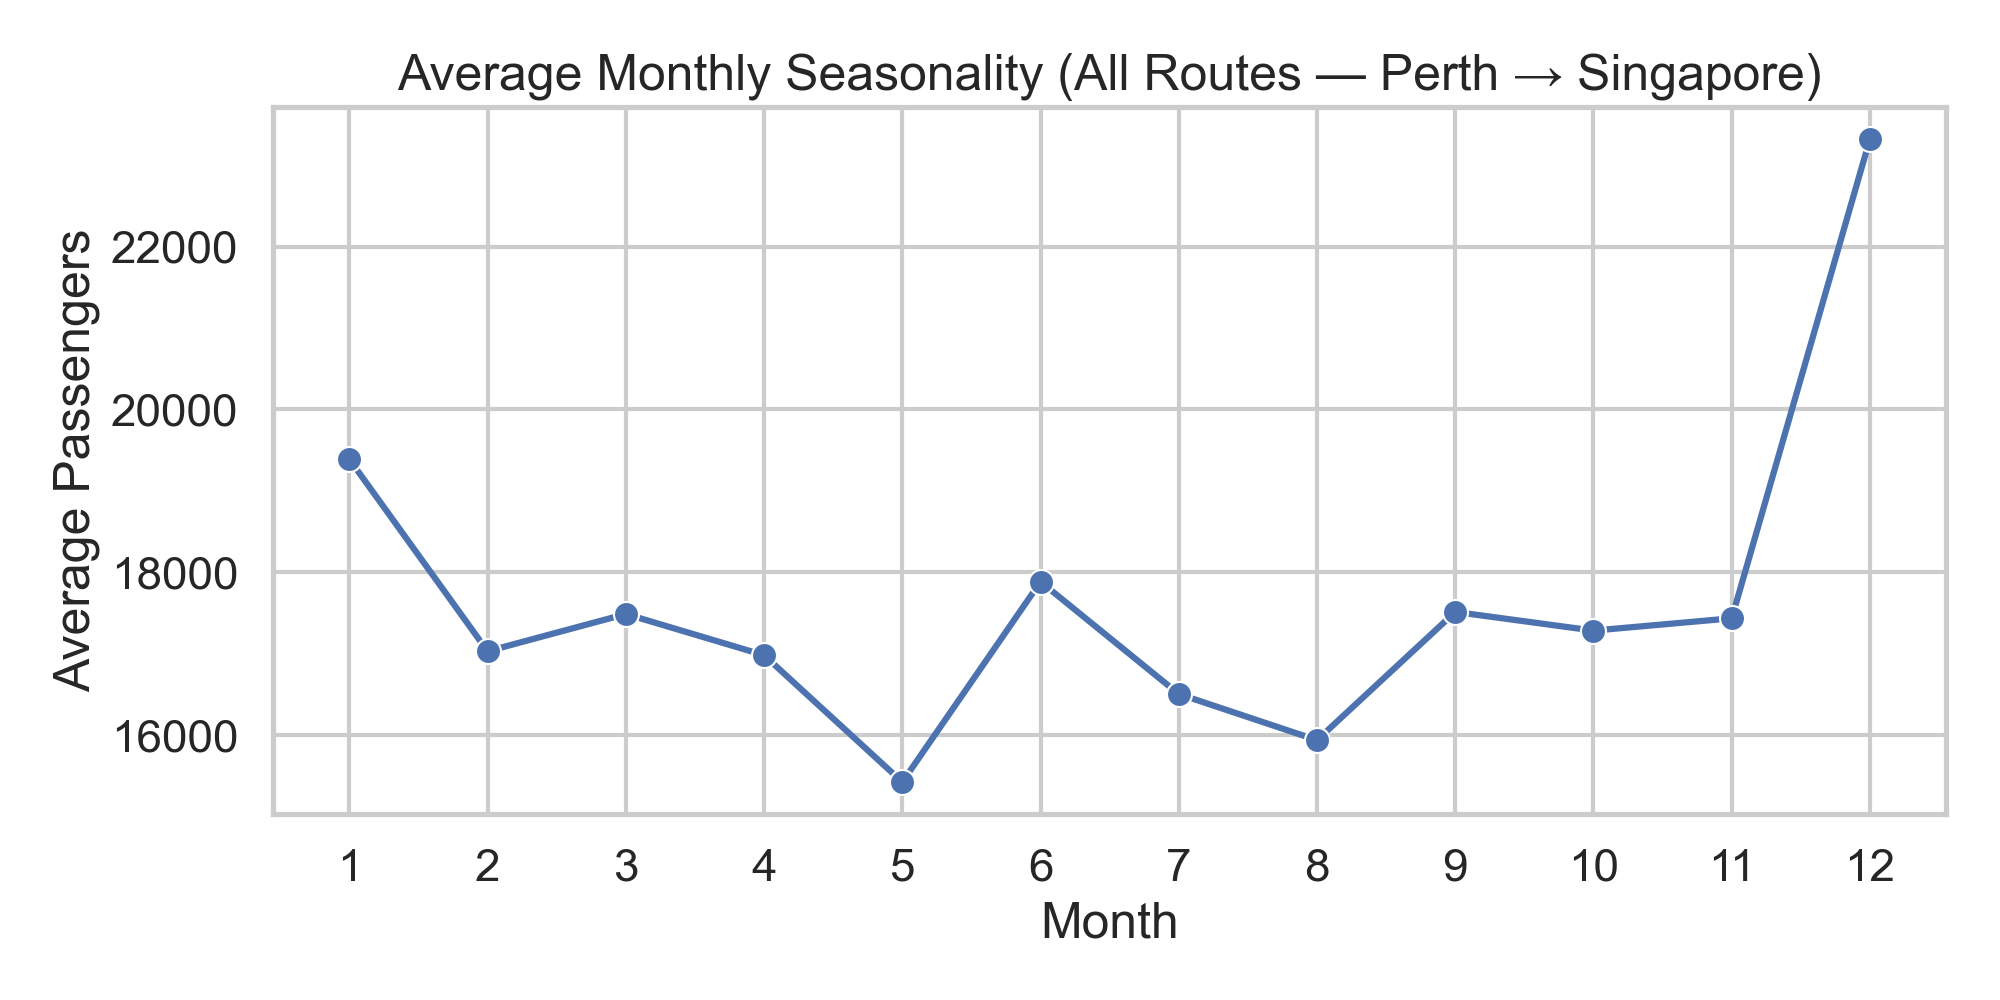 Average Monthly Seasonality (All Routes — Perth → Singapore)
Average Passengers
22000
20000
18000
16000
1 2 3 4 5 6 7 8 9 10 11 12
Month